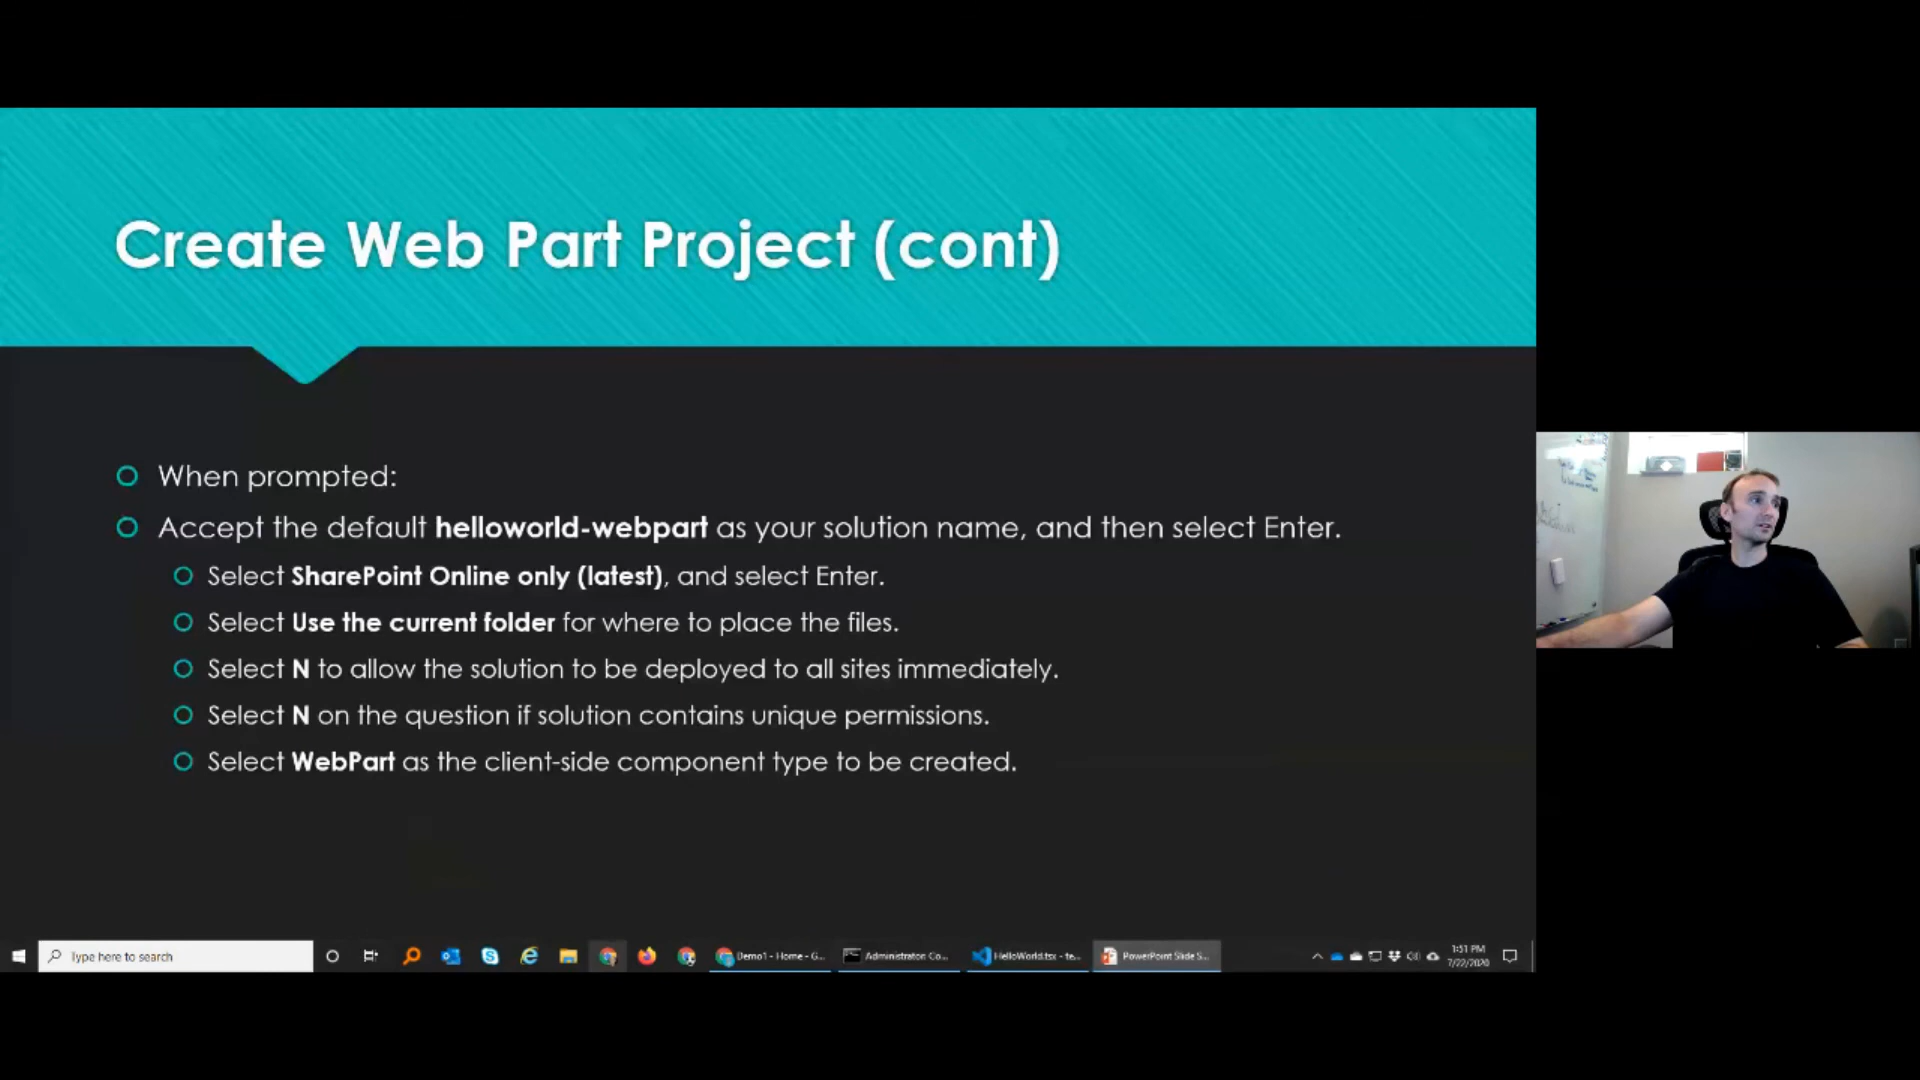 Create Web Part Project (cont)
When prompted:
Accept the default helloworld-webpart as your solution name, and then select Enter.
Select SharePoint Online only (latest), and select Enter.
Select Use the current folder for where to place the files.
Select N to allow the solution to be deployed to all sites immediately.
Select N on the question if solution contains unique permissions.
Select WebPart as the client-side component type to be created.
Type here to search
Demo1 - Home - G...
Administrator: Co...
HelloWorld.tsx - te...
PowerPoint Slide S...
1:51 PM
7/22/2020